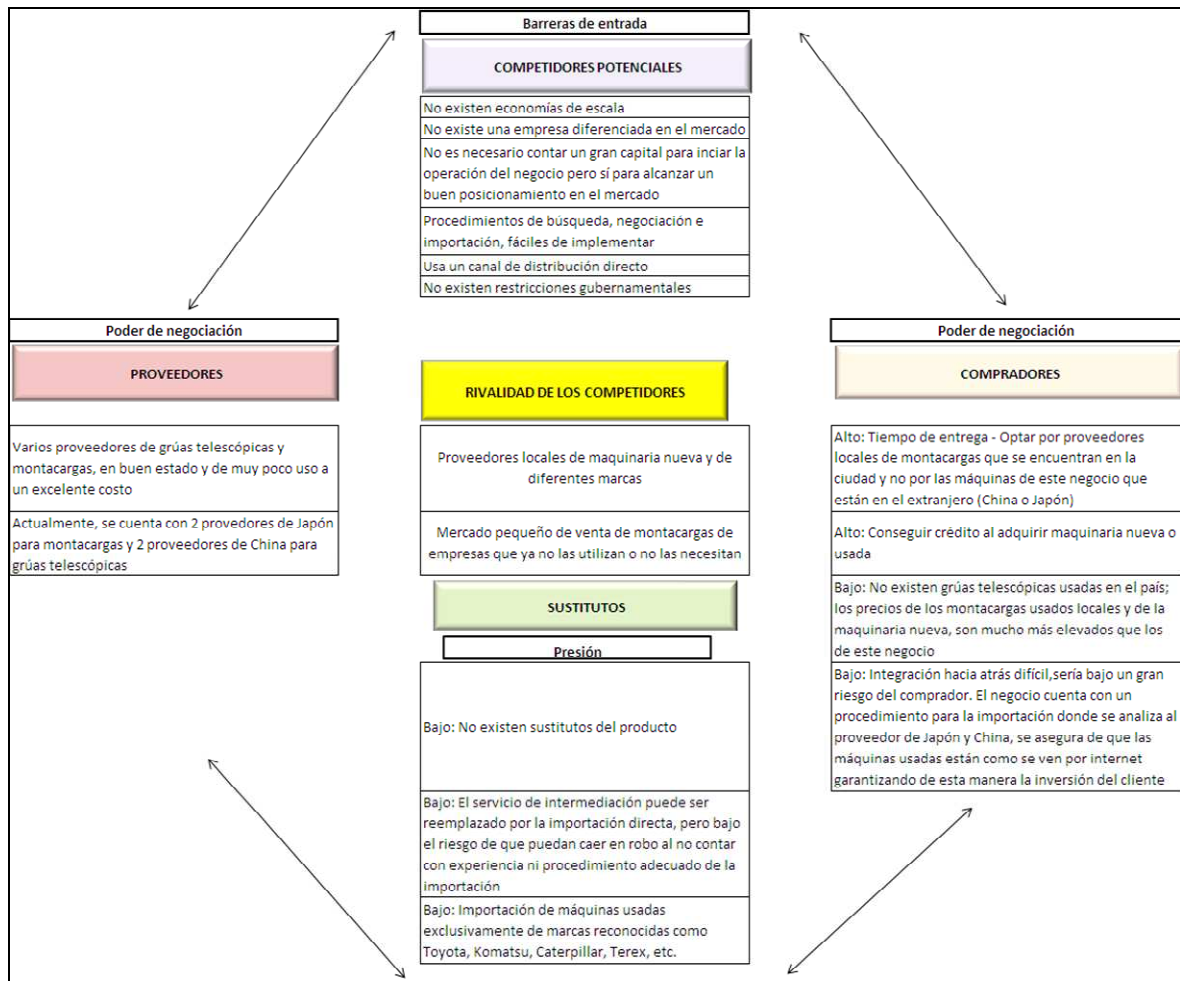 Barreras de entrada
COMPETIDORES POTENCIALES
No existen economías de escala
No existe una empresa diferenciada en el mercado
No es necesario contar un gran capital para inciar la
operación del negocio pero sí para alcanzar un
buen posicionamiento en el mercado
Procedimientos de búsqueda, negociación e
importación, fáciles de implementar
Usa un canal de distribución directo
No existen restricciones gubernamentales
Poder de negociación
PROVEEDORES
Varios proveedores de grúas telescópicas y
montacargas, en buen estado y de muy poco uso a
un excelente costo
Actualmente, se cuenta con 2 provedores de Japón
para montacargas y 2 proveedores de China para
grúas telescópicas
RIVALIDAD DE LOS COMPETIDORES
Proveedores locales de maquinaria nueva y de
diferentes marcas
Mercado pequeño de venta de montacargas de
empresas que ya no las utilizan o no las necesitan
SUSTITUTOS
Presión
Bajo: No existen sustitutos del producto
Bajo: El servicio de intermediación puede ser
reemplazado por la importación directa, pero bajo
el riesgo de que puedan caer en robo al no contar
con experiencia ni procedimiento adecuado de la
importación
Bajo: Importación de máquinas usadas
exclusivamente de marcas reconocidas como
Toyota, Komatsu, Caterpillar, Terex, etc.
Poder de negociación
COMPRADORES
Alto: Tiempo de entrega - Optar por proveedores
locales de montacargas que se encuentran en la
ciudad y no por las máquinas de este negocio que
están en el extranjero (China o Japón)
Alto: Conseguir crédito al adquirir maquinaria nueva o
usada
Bajo: No existen grúas telescópicas usadas en el país;
los precios de los montacargas usados locales y de la
maquinaria nueva, son mucho más elevados que los
de este negocio
Bajo: Integración hacia atrás difícil,sería bajo un gran
riesgo del comprador. El negocio cuenta con un
procedimiento para la importación donde se analiza al
proveedor de Japón y China, se asegura de que las
máquinas usadas están como se ven por internet
garantizando de esta manera la inversión del cliente